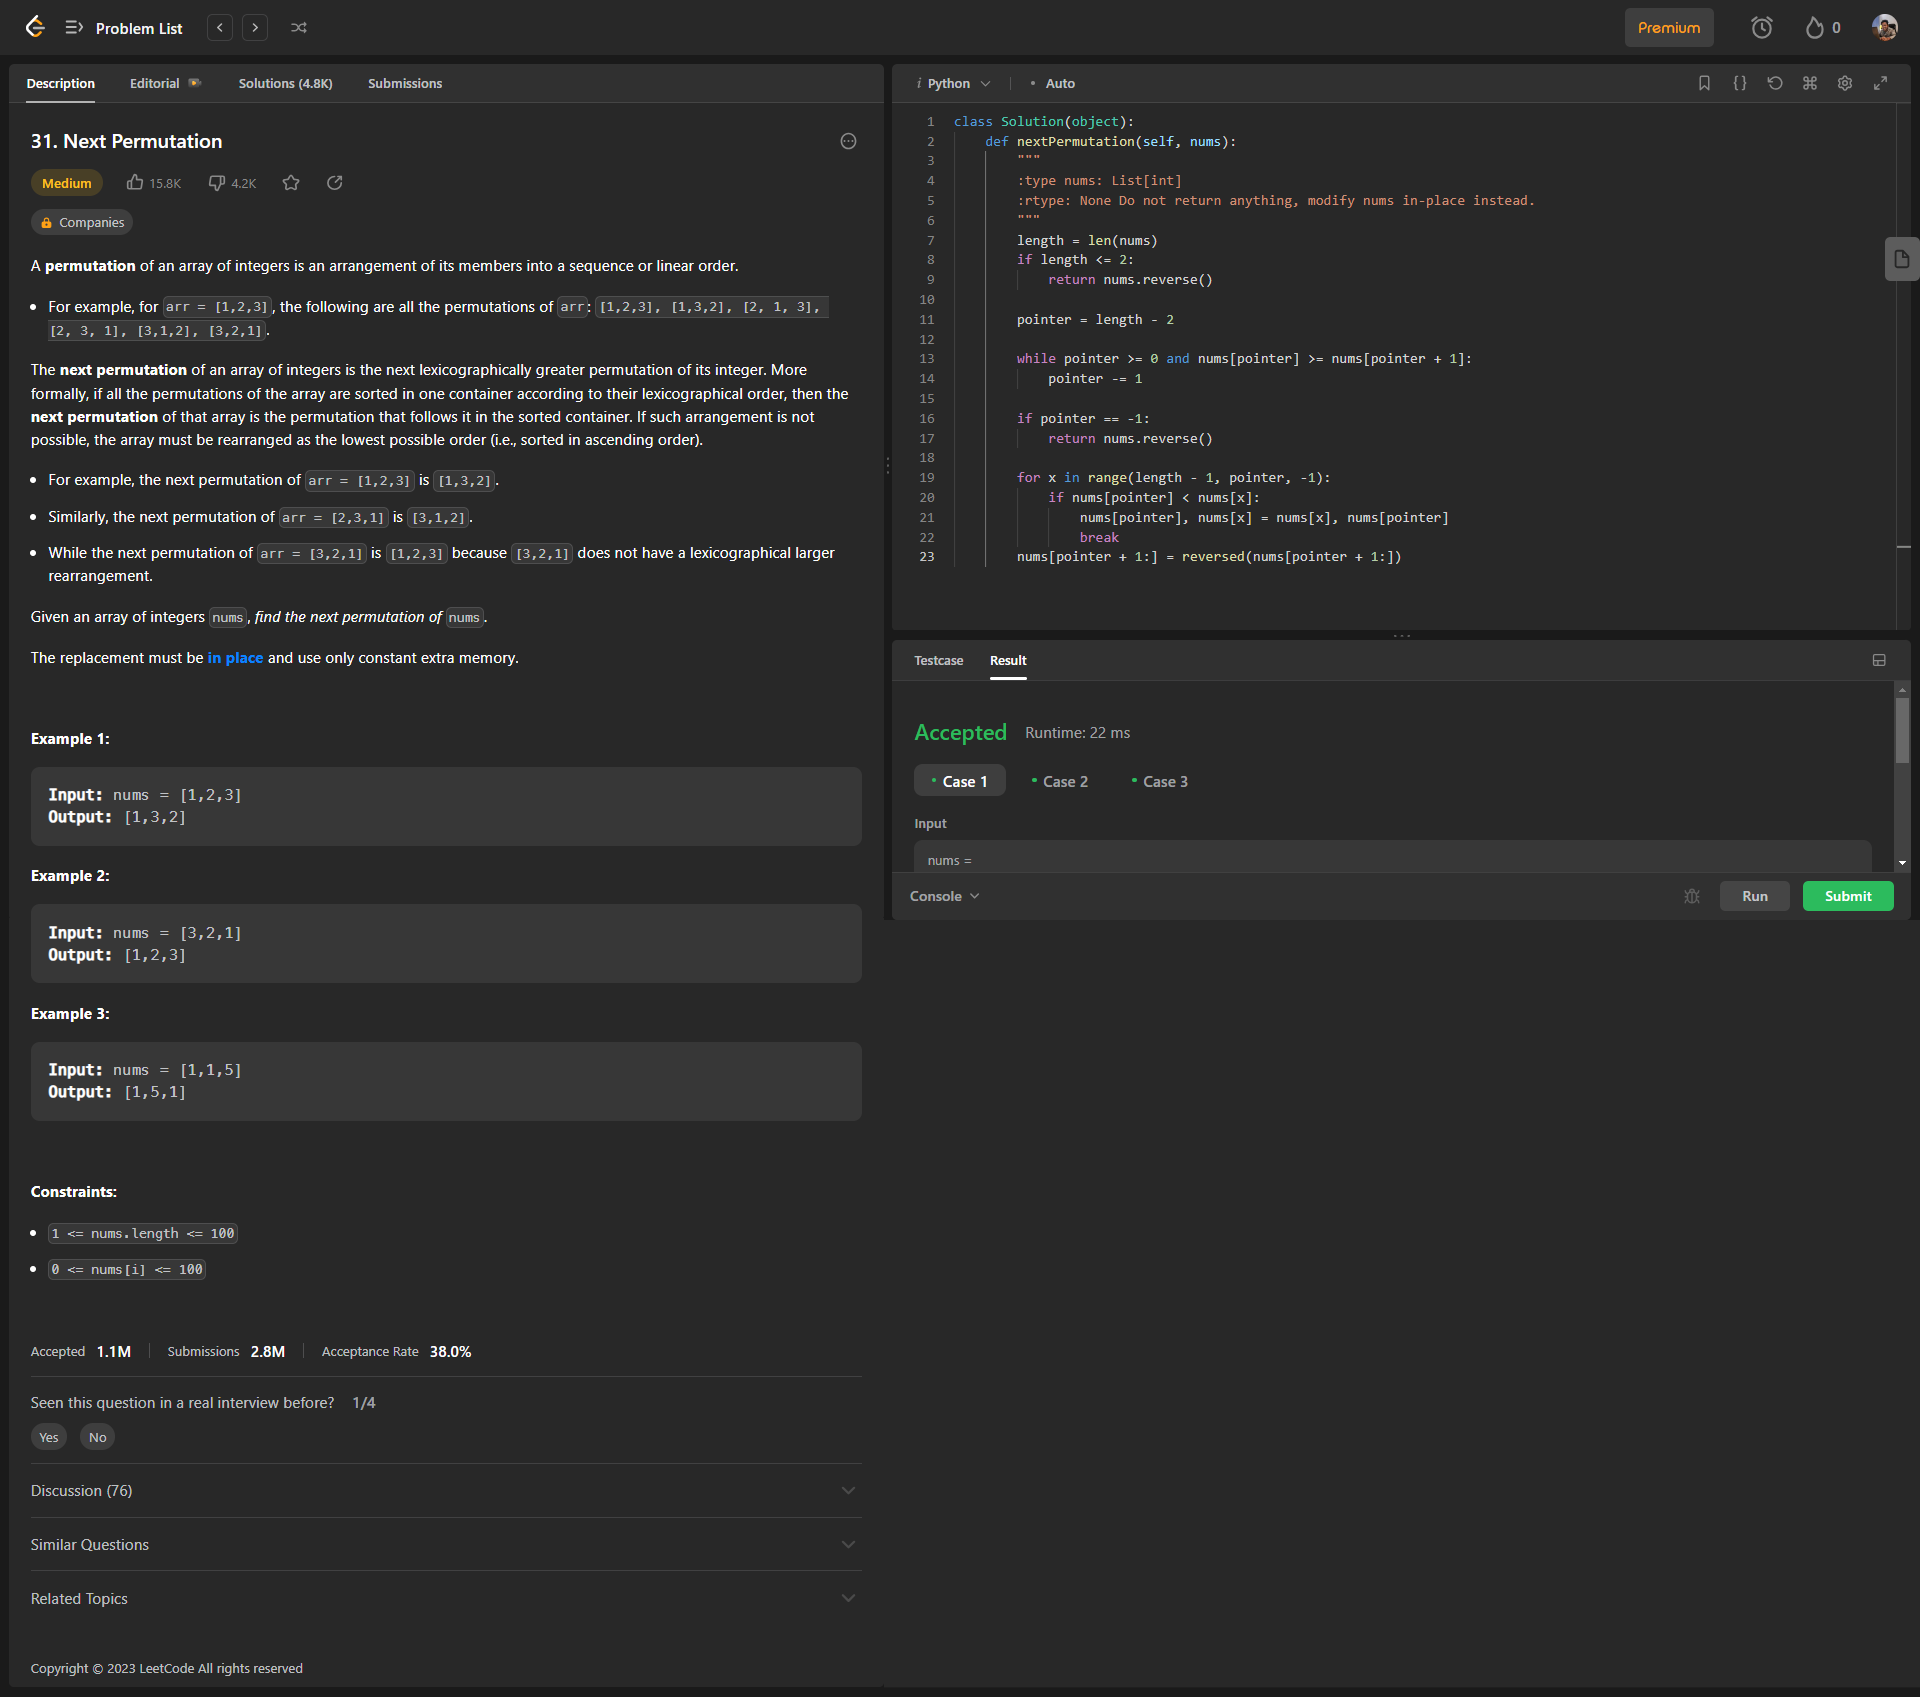 Problem List
Premium
0
Description
Editorial
Solutions (4.8K)
Submissions
31. Next Permutation
Medium
15.8K
4.2K
Companies
A permutation of an array of integers is an arrangement of its members into a sequence or linear order.
For example, for arr = [1,2,3], the following are all the permutations of arr: [1,2,3], [1,3,2], [2, 1, 3],
[2, 3, 1], [3,1,2], [3,2,1].
The next permutation of an array of integers is the next lexicographically greater permutation of its integer. More
formally, if all the permutations of the array are sorted in one container according to their lexicographical order, then the
next permutation of that array is the permutation that follows it in the sorted container. If such arrangement is not
possible, the array must be rearranged as the lowest possible order (i.e., sorted in ascending order).
For example, the next permutation of arr = [1,2,3] is [1,3,2].
Similarly, the next permutation of arr = [2,3,1] is [3,1,2].
While the next permutation of arr = [3,2,1] is [1,2,3] because [3,2,1] does not have a lexicographical larger
rearrangement.
Given an array of integers nums, find the next permutation of nums.
The replacement must be in place and use only constant extra memory.
Example 1:
Input: nums = [1,2,3]
Output: [1,3,2]
Example 2:
Input: nums = [3,2,1]
Output: [1,2,3]
Example 3:
Input: nums = [1,1,5]
Output: [1,5,1]
Constraints:
1 <= nums.length <= 100
0 <= nums[i] <= 100
Accepted 1.1M
Submissions 2.8M
Acceptance Rate 38.0%
Seen this question in a real interview before? 1/4
Yes
No
Discussion (76)
Similar Questions
Related Topics
Copyright © 2023 LeetCode All rights reserved
i Python
• Auto
1 class Solution(object):
2 def nextPermutation(self, nums):
3 """
4 :type nums: List[int]
5 :rtype: None Do not return anything, modify nums in-place instead.
6 """
7 length = len(nums)
8 if length <= 2:
9 return nums.reverse()
10
11 pointer = length - 2
12
13 while pointer >= 0 and nums[pointer] >= nums[pointer + 1]:
14 pointer -= 1
15
16 if pointer == -1:
17 return nums.reverse()
18
19 for x in range(length - 1, pointer, -1):
20 if nums[pointer] < nums[x]:
21 nums[pointer], nums[x] = nums[x], nums[pointer]
22 break
23 nums[pointer + 1:] = reversed(nums[pointer + 1:])
Testcase
Result
Accepted
Runtime: 22 ms
• Case 1
• Case 2
• Case 3
Input
nums =
Console
Run
Submit